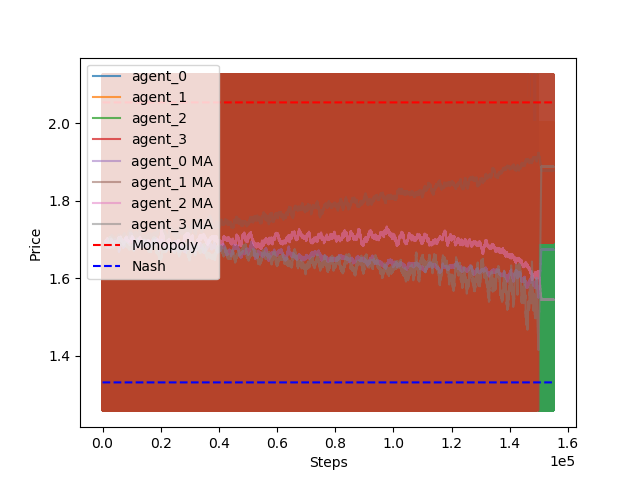 agent_0
agent_1
agent_2
agent_3
agent_0 MA
agent_1 MA
agent_2 MA
agent_3 MA
Monopoly
Nash
Price
2.0
1.8
1.6
1.4
0.0 0.2 0.4 0.6 0.8 1.0 1.2 1.4 1.6
1e5
Steps